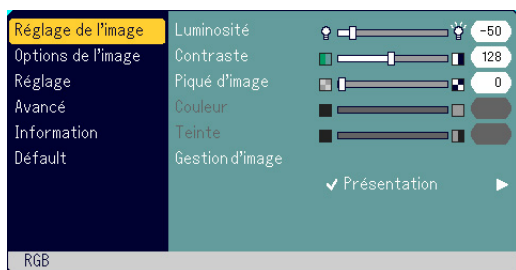 Réglage de l'image
Luminosité -50
Options de l'image
Contraste 128
Réglage
Piqué d'image 0
Avancé
Couleur
Information
Teinte
Défault
Gestion d'image
Présentation
RGB